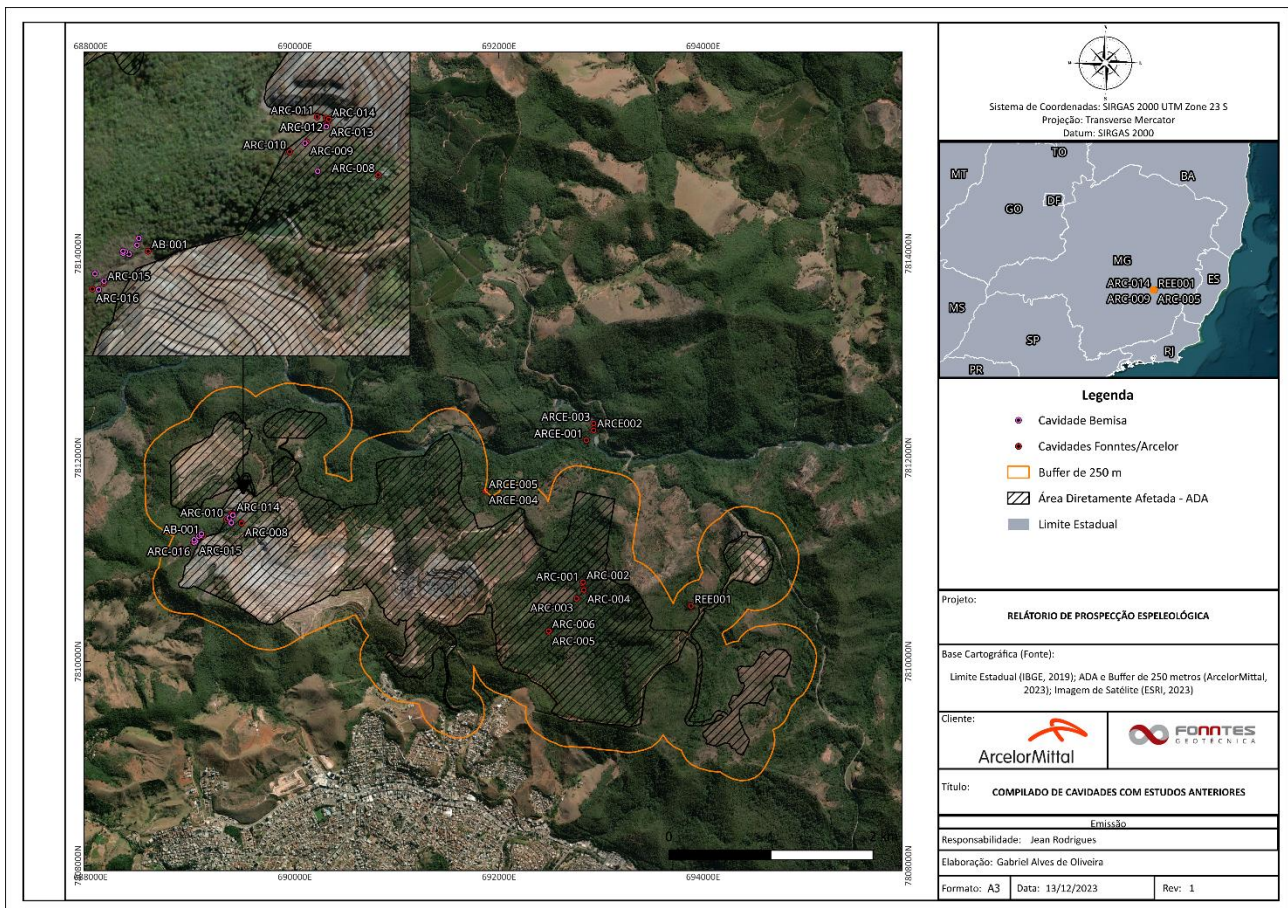 688000E
690000E
692000E
694000E
7814000N
7812000N
7810000N
7808000N
7814000N
7812000N
7810000N
7808000N
688000E
690000E
692000E
694000E
ARC-011
ARC-014
ARC-012
ARC-013
ARC-010
ARC-009
ARC-008
AB-001
ARC-015
ARC-016
ARCE-003
ARCE002
ARCE-001
ARCE-005
ARCE-004
ARC-010
ARC-014
AB-001
ARC-008
ARC-016
ARC-015
ARC-001
ARC-002
ARC-003
ARC-004
REE001
ARC-006
ARC-005
0
Sistema de Coordenadas: SIRGAS 2000 UTM Zone 23 S
Projeção: Transverse Mercator
Datum: SIRGAS 2000
TO
MT
BA
DF
GO
MG
ES
ARC-014
REE001
ARC-009
ARC-005
MS
SP
RJ
PR
Legenda
Cavidade Bemisa
Cavidades Fonntes/Arcelor
Buffer de 250 m
Área Diretamente Afetada - ADA
Limite Estadual
Projeto:
RELÁTORIO DE PROSPECÇÃO ESPELEOLÓGICA
Base Cartográfica (Fonte):
Limite Estadual (IBGE, 2019); ADA e Buffer de 250 metros (ArcelorMittal,
2023); Imagem de Satélite (ESRI, 2023)
Cliente:
ArcelorMittal
FONNTES
GEOTÉCNICA
Título:
COMPILADO DE CAVIDADES COM ESTUDOS ANTERIORES
Emissão
Responsabilidade: Jean Rodrigues
Elaboração: Gabriel Alves de Oliveira
Formato: A3
Data: 13/12/2023
Rev: 1